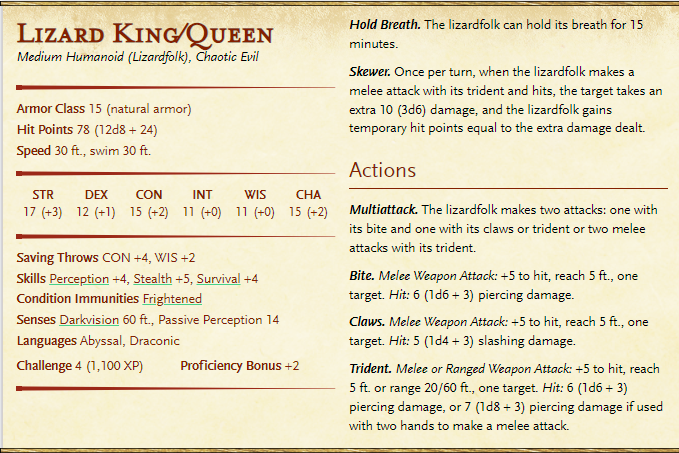 Lizard King/Queen
Medium Humanoid (Lizardfolk), Chaotic Evil
Armor Class 15 (natural armor)
Hit Points 78 (12d8 + 24)
Speed 30 ft., swim 30 ft.
STR DEX CON INT WIS CHA
17 (+3) 12 (+1) 15 (+2) 11 (+0) 11 (+0) 15 (+2)
Saving Throws CON +4, WIS +2
Skills Perception +4, Stealth +5, Survival +4
Condition Immunities Frightened
Senses Darkvision 60 ft., Passive Perception 14
Languages Abyssal, Draconic
Challenge 4 (1,100 XP) Proficiency Bonus +2
Hold Breath. The lizardfolk can hold its breath for 15
minutes.
Skewer. Once per turn, when the lizardfolk makes a
melee attack with its trident and hits, the target takes an
extra 10 (3d6) damage, and the lizardfolk gains
temporary hit points equal to the extra damage dealt.
Actions
Multiattack. The lizardfolk makes two attacks: one with
its bite and one with its claws or trident or two melee
attacks with its trident.
Bite. Melee Weapon Attack: +5 to hit, reach 5 ft., one
target. Hit: 6 (1d6 + 3) piercing damage.
Claws. Melee Weapon Attack: +5 to hit, reach 5 ft., one
target. Hit: 5 (1d4 + 3) slashing damage.
Trident. Melee or Ranged Weapon Attack: +5 to hit, reach
5 ft. or range 20/60 ft., one target. Hit: 6 (1d6 + 3)
piercing damage, or 7 (1d8 + 3) piercing damage if used
with two hands to make a melee attack.